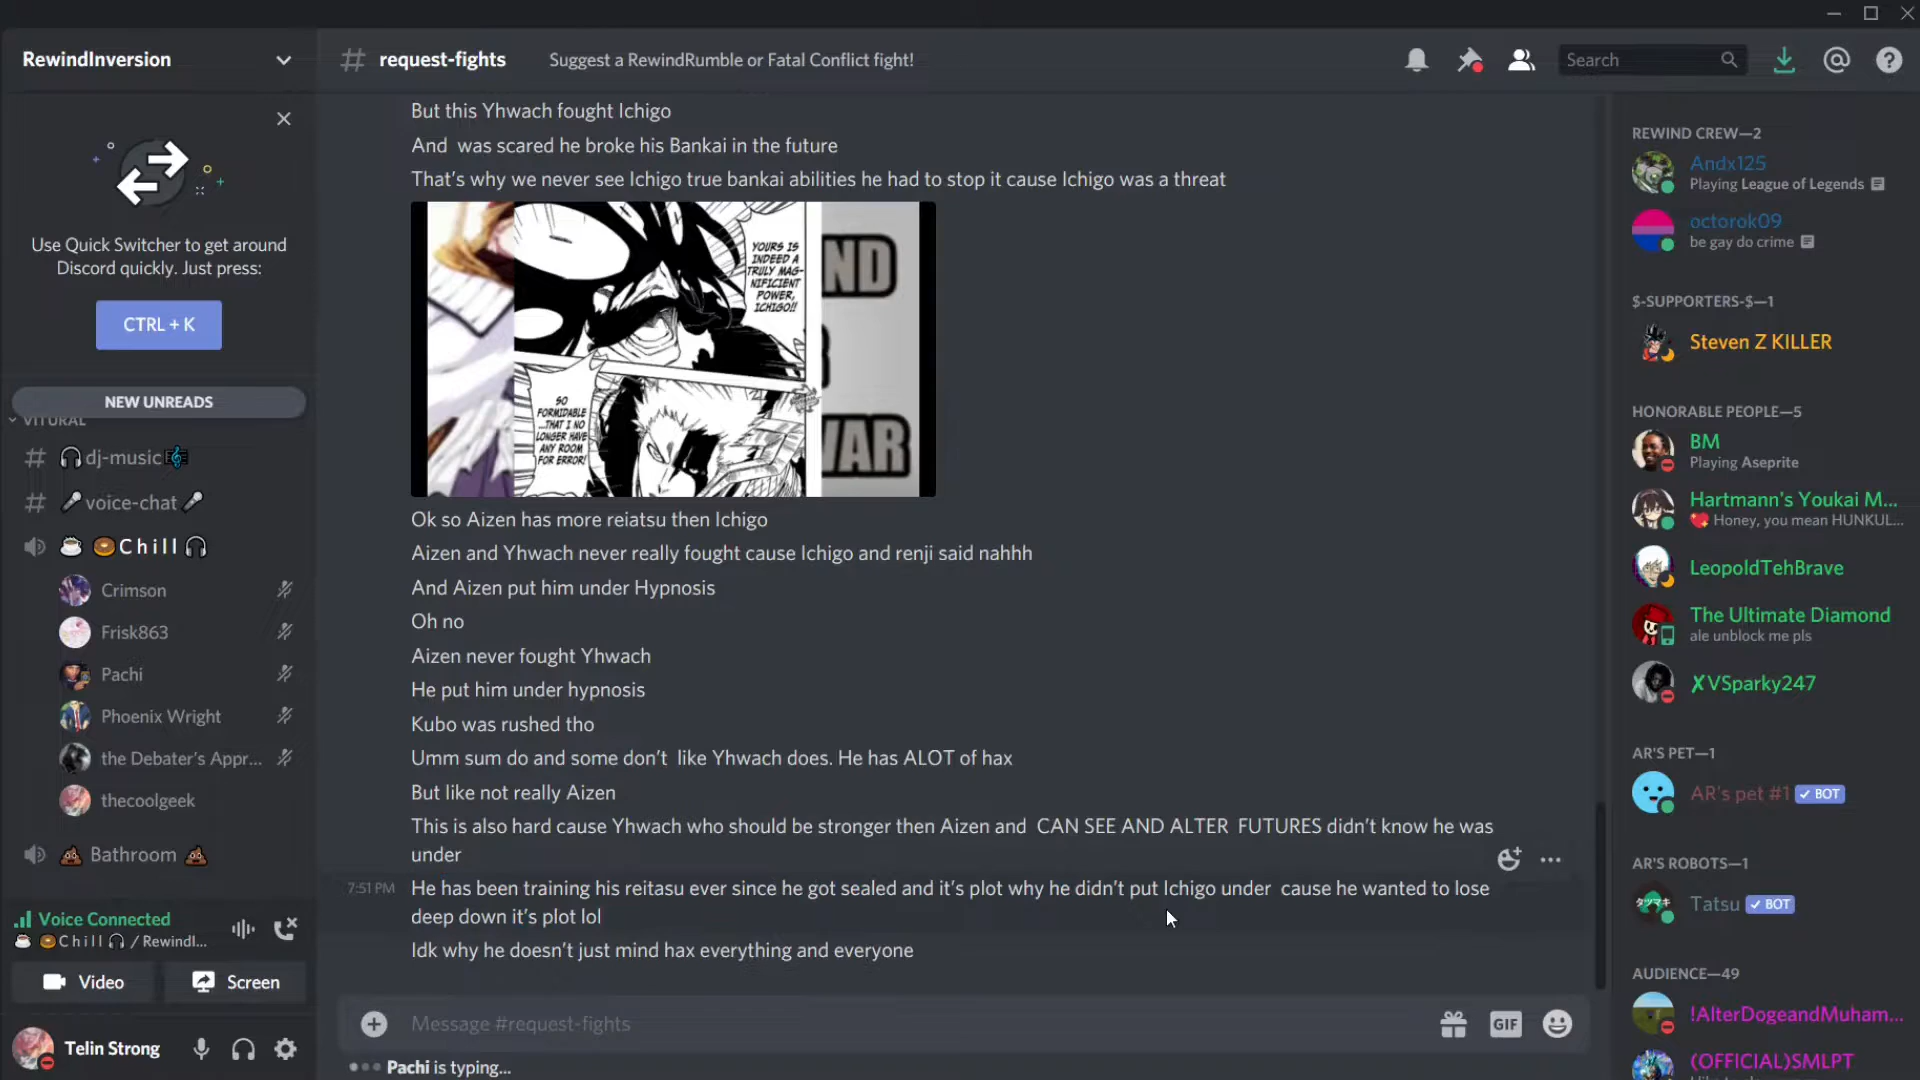 RewindInversion
request-fights
Suggest a RewindRumble or Fatal Conflict fight!
Search
Use Quick Switcher to get around
Discord quickly. Just press:
CTRL + K
NEW UNREADS
VITURAL
dj-music
voice-chat
Chill
Crimson
Frisk863
Pachi
Phoenix Wright
the Debater's Appr...
thecoolgeek
Bathroom
Voice Connected
Chill / Rewindl...
Video
Screen
Telin Strong
But this Yhwach fought Ichigo
And was scared he broke his Bankai in the future
That's why we never see Ichigo true bankai abilities he had to stop it cause Ichigo was a threat
YOURS IS
INDEED A
TRULY MAG-
NIFICIENT
POWER,
ICHIGO!!
SO
FORMIDABLE
...THAT I NO
LONGER HAVE
ANY ROOM
FOR ERROR!
ND
WAR
Ok so Aizen has more reiatsu then Ichigo
Aizen and Yhwach never really fought cause Ichigo and renji said nahhh
And Aizen put him under Hypnosis
Oh no
Aizen never fought Yhwach
He put him under hypnosis
Kubo was rushed tho
Umm sum do and some don't like Yhwach does. He has ALOT of hax
But like not really Aizen
This is also hard cause Yhwach who should be stronger then Aizen and CAN SEE AND ALTER FUTURES didn't know he was
under
7:51 PM
He has been training his reitasu ever since he got sealed and it's plot why he didn't put Ichigo under cause he wanted to lose
deep down it's plot lol
Idk why he doesn't just mind hax everything and everyone
Message #request-fights
GIF
Pachi is typing...
REWIND CREW—2
Andx125
Playing League of Legends
octorok09
be gay do crime
$-SUPPORTERS-$—1
Steven Z KILLER
HONORABLE PEOPLE—5
BM
Playing Aseprite
Hartmann's Youkai M...
Honey, you mean HUNKUL...
LeopoldTehBrave
The Ultimate Diamond
ale unblock me pls
✗VSparky247
AR'S PET—1
AR's pet #1
BOT
AR'S ROBOTS—1
Tatsu
BOT
AUDIENCE—49
!AlterDogeandMuham...
(OFFICIAL)SMLPT